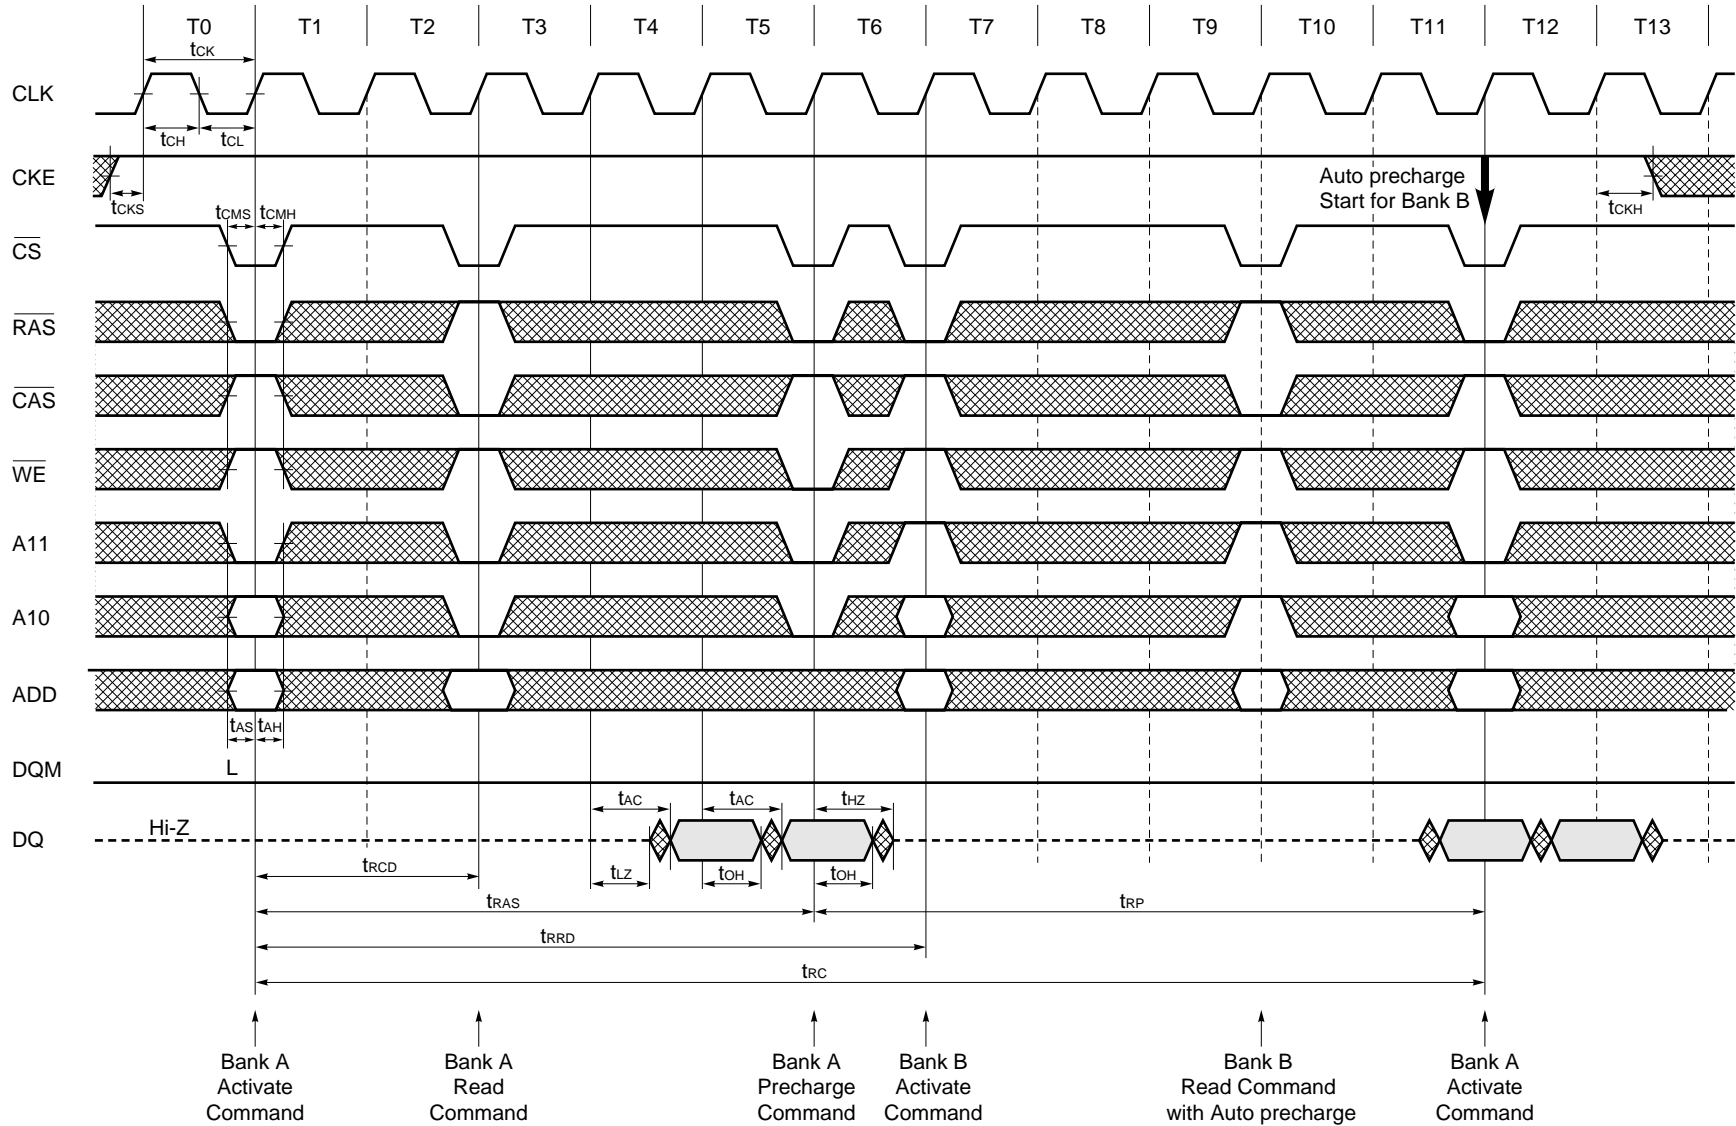 T0 T1 T2 T3 T4 T5 T6 T7 T8 T9 T10 T11 T12 T13
tCK
CLK
tCH tCL
CKE
Auto precharge
Start for Bank B
tCKS
tCKH
tCMS tCMH
CS
RAS
CAS
WE
A11
A10
ADD
tAS tAH
DQM
L
tAC tAC tHZ
DQ
Hi-Z
tRCD
tLZ tOH tOH
tRAS
tRP
tRRD
tRC
Bank A
Activate
Command
Bank A
Read
Command
Bank A
Precharge
Command
Bank B
Activate
Command
Bank B
Read Command
with Auto precharge
Bank A
Activate
Command